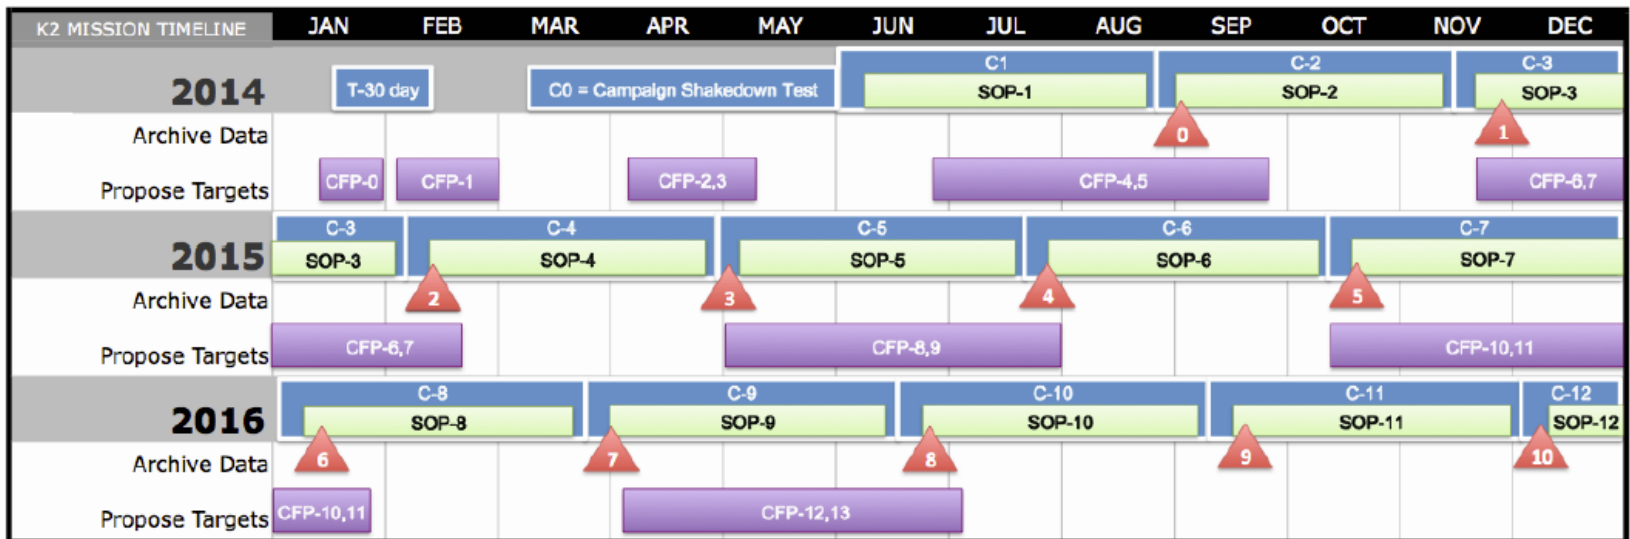 K2 MISSION TIMELINE JAN FEB MAR APR MAY JUN JUL AUG SEP OCT NOV DEC
C1 C-2 C-3
2014 T-30 day C0 = Campaign Shakedown Test SOP-1 SOP-2 SOP-3
Archive Data 0 1
Propose Targets CFP-0 CFP-1 CFP-2,3 CFP-4,5 CFP-6,7
C-3 C-4 C-5 C-6 C-7
2015 SOP-3 SOP-4 SOP-5 SOP-6 SOP-7
Archive Data 2 3 4 5
Propose Targets CFP-6,7 CFP-8,9 CFP-10,11
C-8 C-9 C-10 C-11 C-12
2016 SOP-8 SOP-9 SOP-10 SOP-11 SOP-12
Archive Data 6 7 8 9 10
Propose Targets CFP-10,11 CFP-12,13